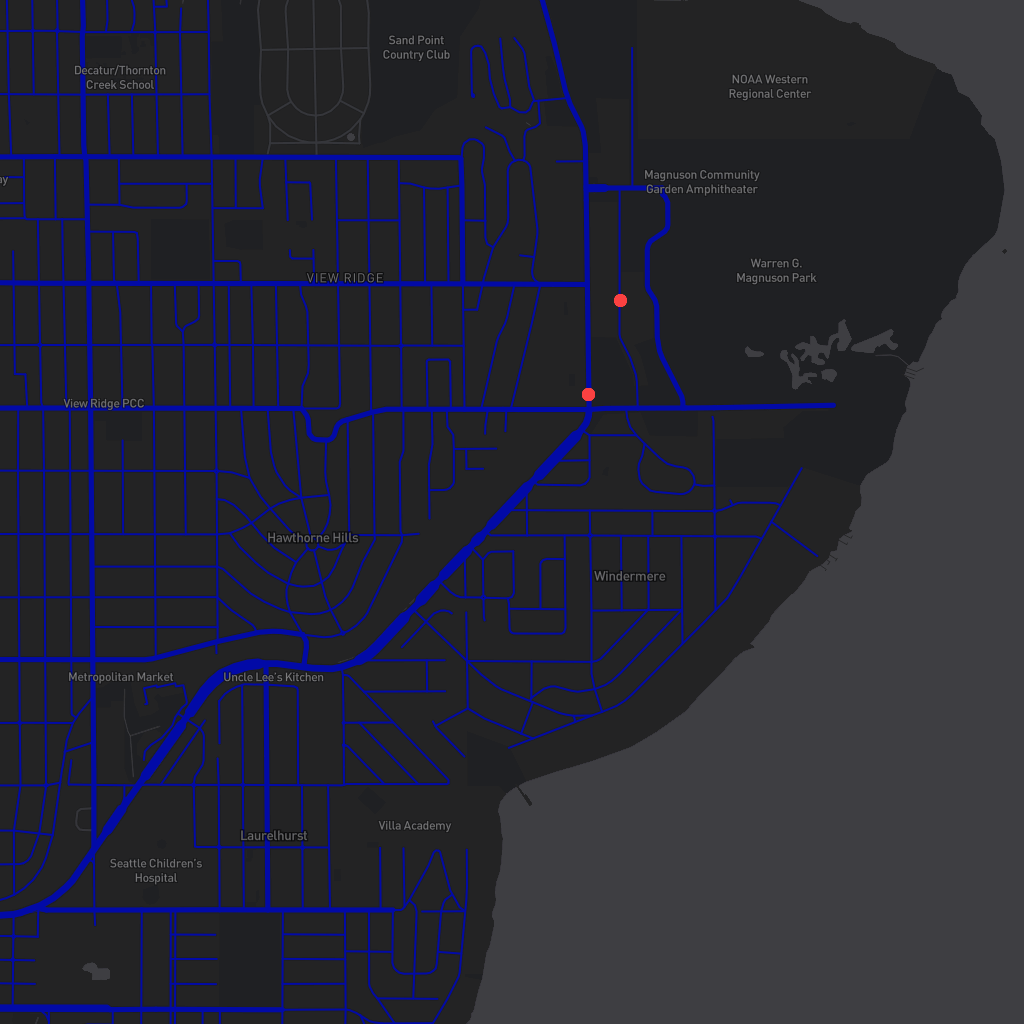 Sand Point
Country Club
Decatur/Thornton
Creek School
NOAA Western
Regional Center
Magnuson Community
Garden Amphitheater
ay
Warren G.
Magnuson Park
VIEW RIDGE
View Ridge PCC
Hawthorne Hills
Windermere
Metropolitan Market
Uncle Lee's Kitchen
Villa Academy
Laurelhurst
Seattle Children's
Hospital